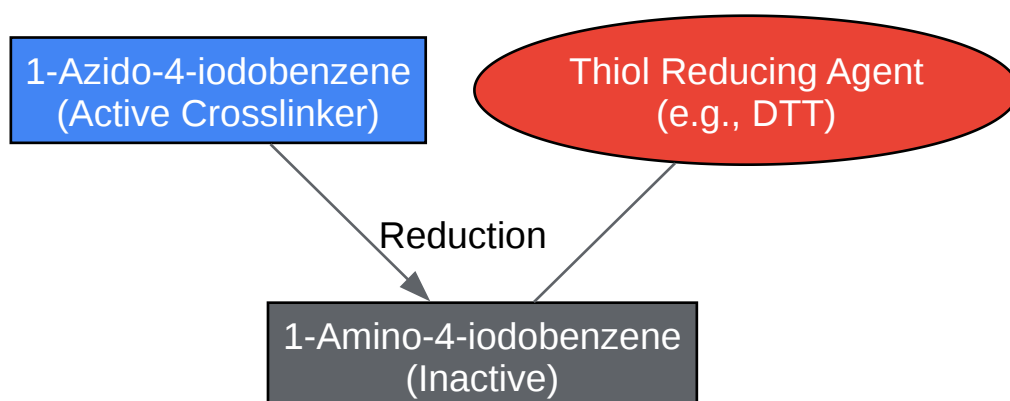 1-Azido-4-iodobenzene
(Active Crosslinker)
Thiol Reducing Agent
(e.g., DTT)
Reduction
1-Amino-4-iodobenzene
(Inactive)